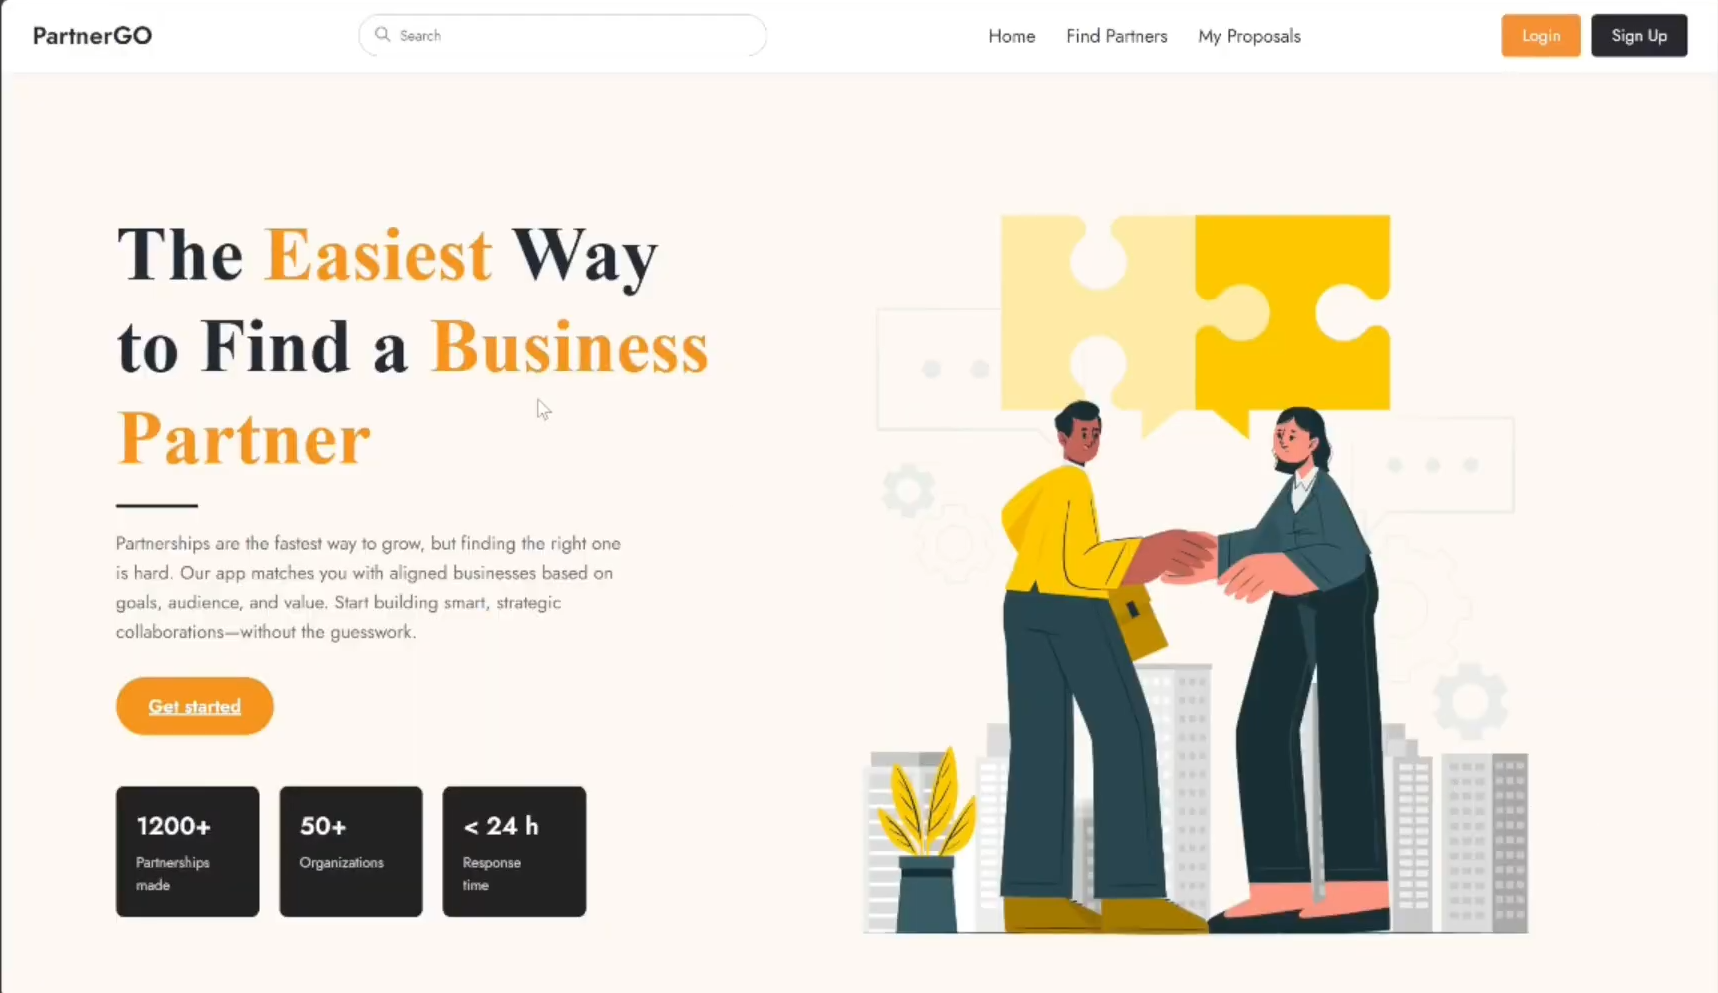 PartnerGO
Search
Home
Find Partners
My Proposals
Login
Sign Up
The Easiest Way
to Find a Business
Partner
Partnerships are the fastest way to grow, but finding the right one
is hard. Our app matches you with aligned businesses based on
goals, audience, and value. Start building smart, strategic
collaborations—without the guesswork.
Get started
1200+
Partnerships
made
50+
Organizations
< 24 h
Response
time